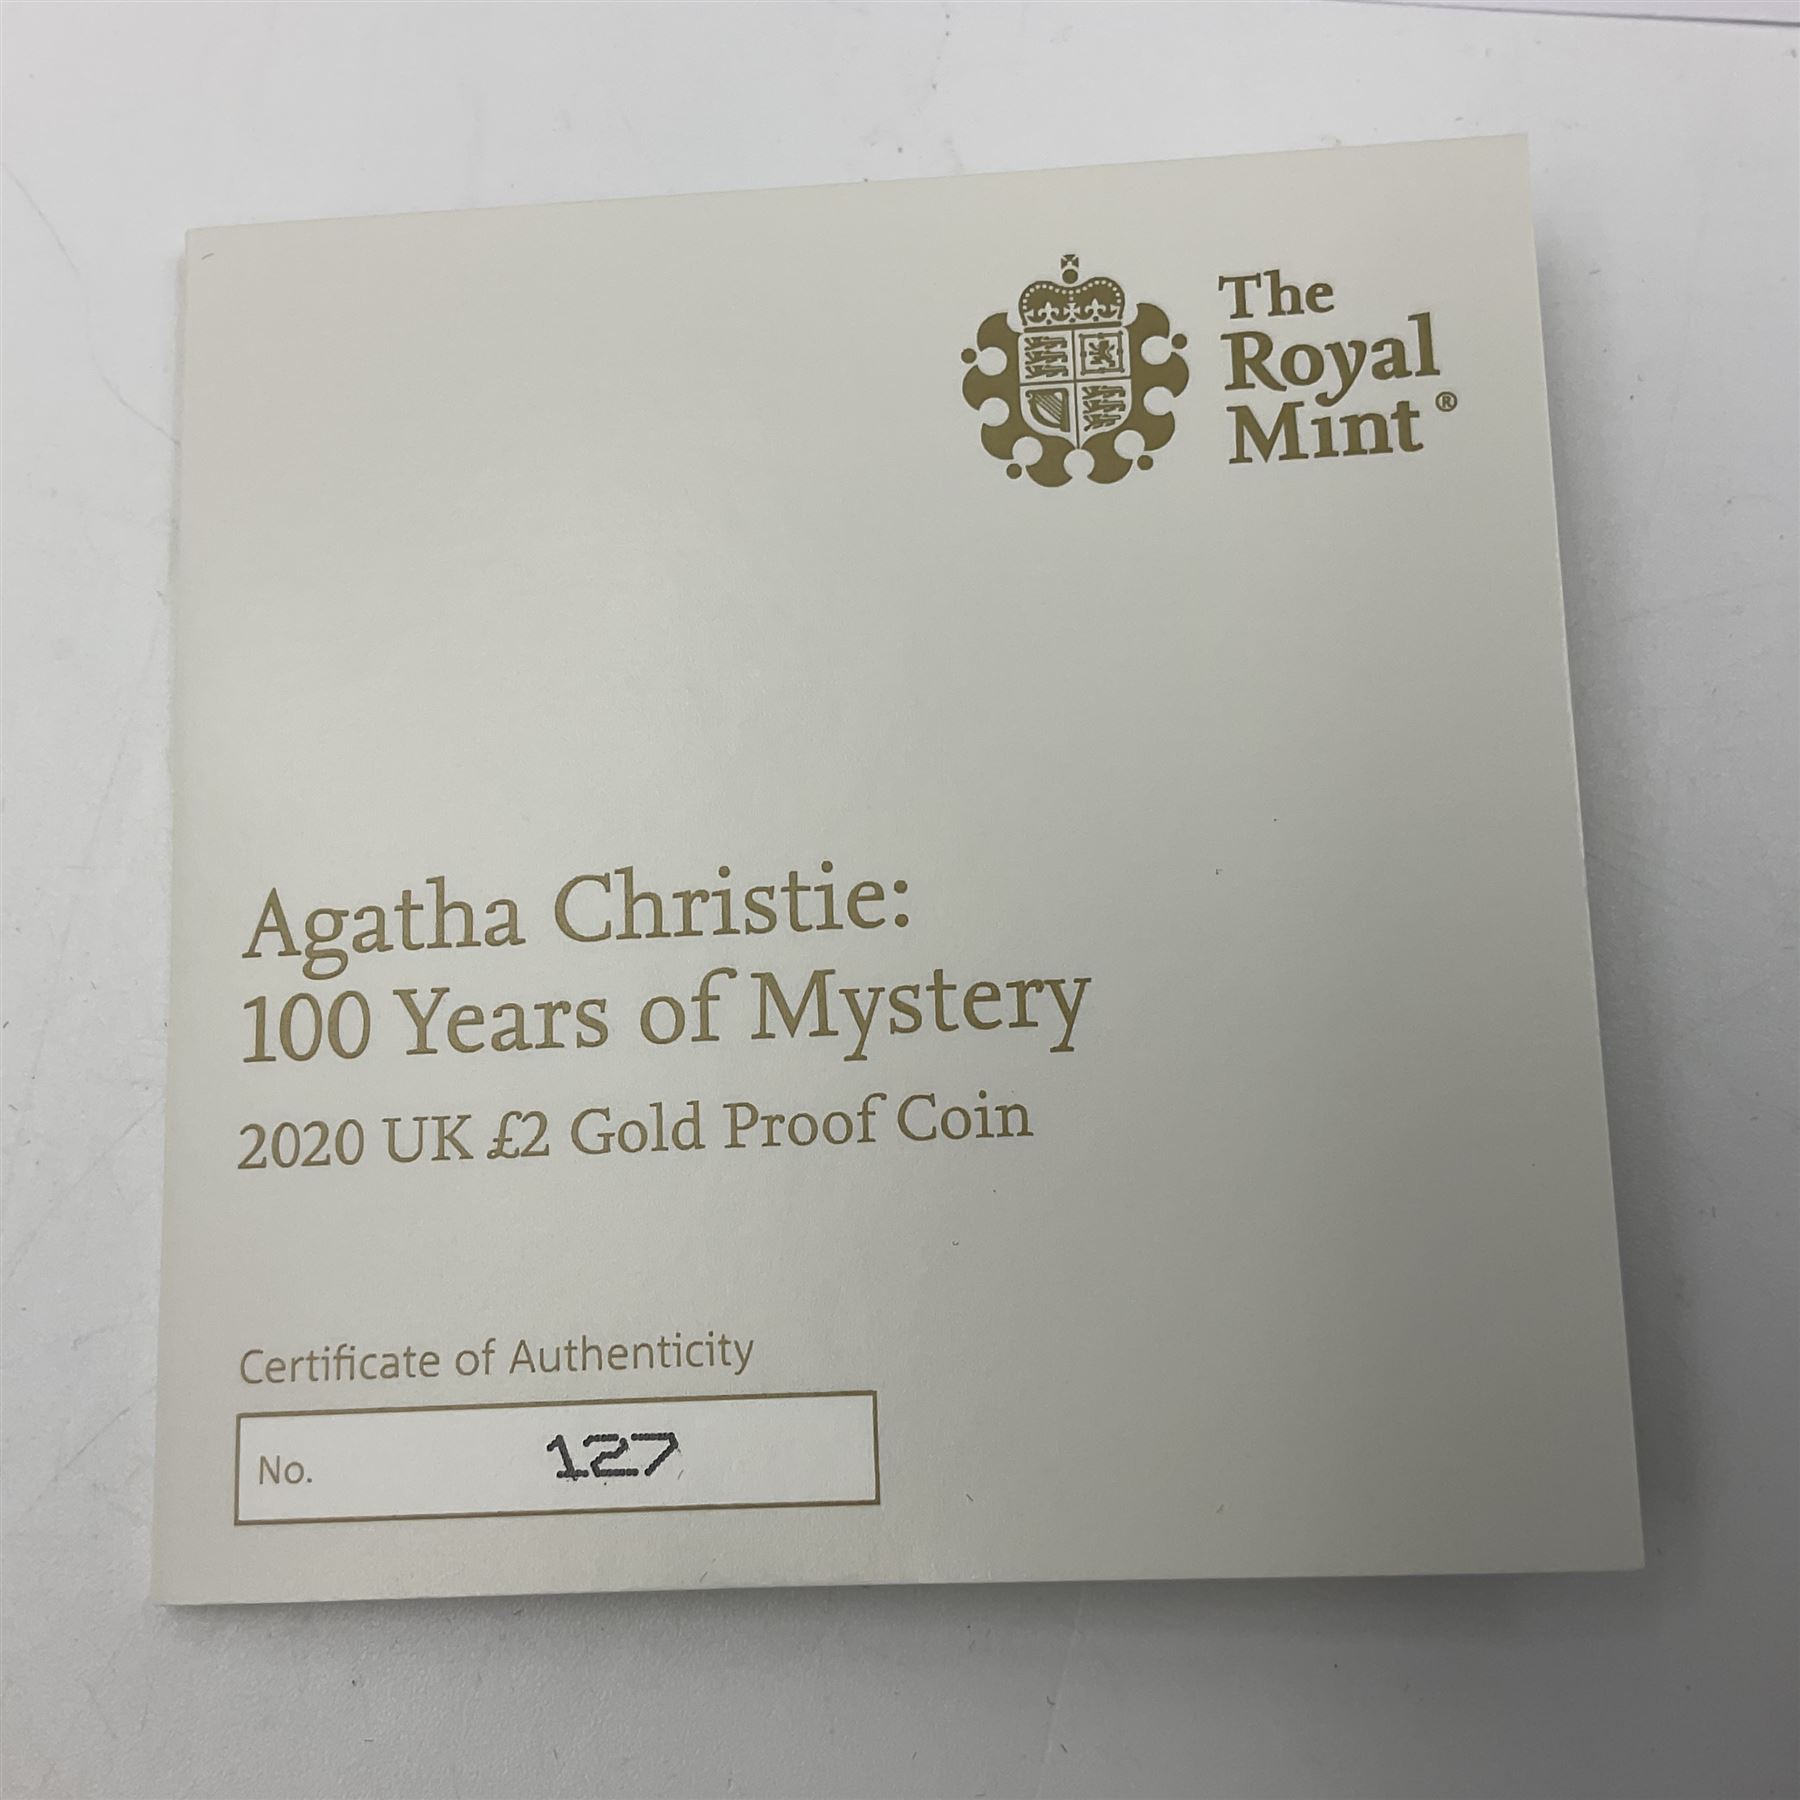 The
Royal
Mint®
Agatha Christie:
100 Years of Mystery
2020 UK £2 Gold Proof Coin
Certificate of Authenticity
No. 127